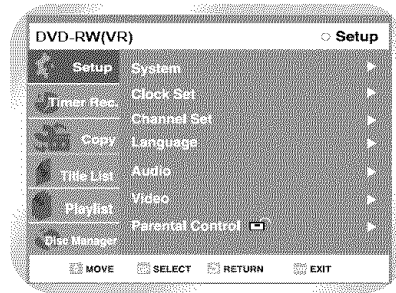 DVD-RW(VR) Setup
Setup
Timer Rec.
Copy
Title List
Playlist
Disc Manager
System
Clock Set
Channel Set
Language
Audio
Video
Parental Control
MOVE SELECT RETURN EXIT